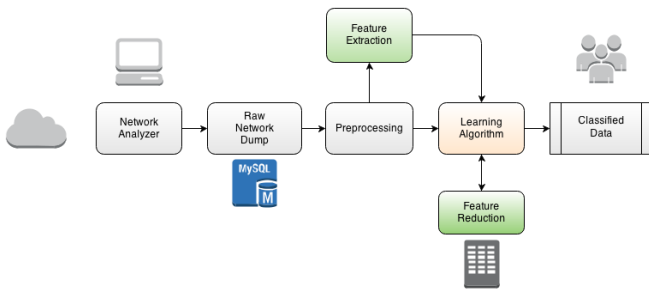 Feature
Extraction
Network
Analyzer
Raw
Network
Dump
Preprocessing
Learning
Algorithm
Classified
Data
MySQL
M
Feature
Reduction